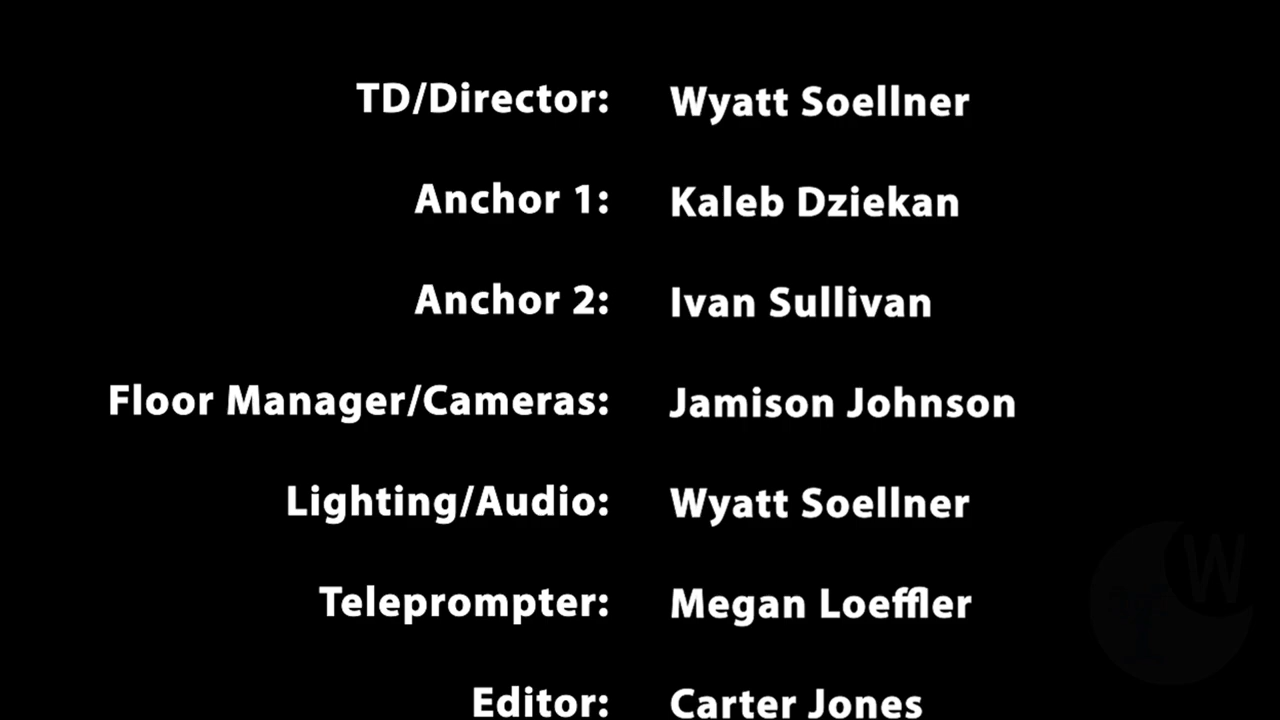 TD/Director: Wyatt Soellner
Anchor 1: Kaleb Dziekan
Anchor 2: Ivan Sullivan
Floor Manager/Cameras: Jamison Johnson
Lighting/Audio: Wyatt Soellner
Teleprompter: Megan Loeffler
Editor: Carter Jones
W